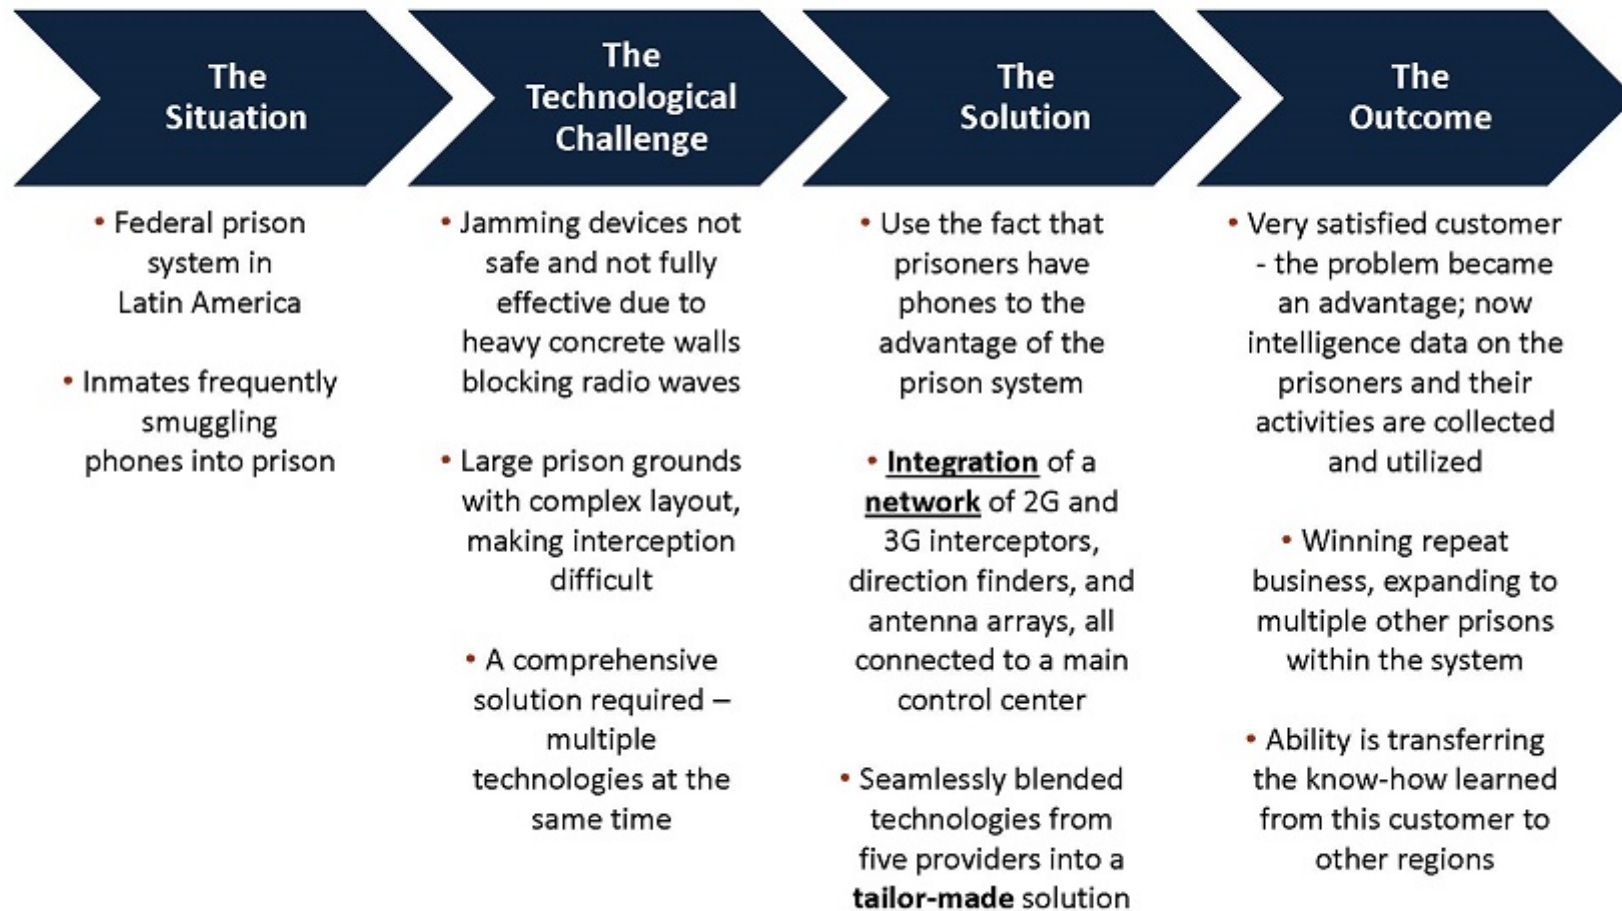 The
Situation
• Federal prison
system in
Latin America
• Inmates frequently
smuggling
phones into prison
The
Technological
Challenge
• Jamming devices not
safe and not fully
effective due to
heavy concrete walls
blocking radio waves
• Large prison grounds
with complex layout,
making interception
difficult
• A comprehensive
solution required –
multiple
technologies at the
same time
The
Solution
• Use the fact that
prisoners have
phones to the
advantage of the
prison system
• Integration of a
network of 2G and
3G interceptors,
direction finders, and
antenna arrays, all
connected to a main
control center
• Seamlessly blended
technologies from
five providers into a
tailor-made solution
The
Outcome
• Very satisfied customer
- the problem became
an advantage; now
intelligence data on the
prisoners and their
activities are collected
and utilized
• Winning repeat
business, expanding to
multiple other prisons
within the system
• Ability is transferring
the know-how learned
from this customer to
other regions